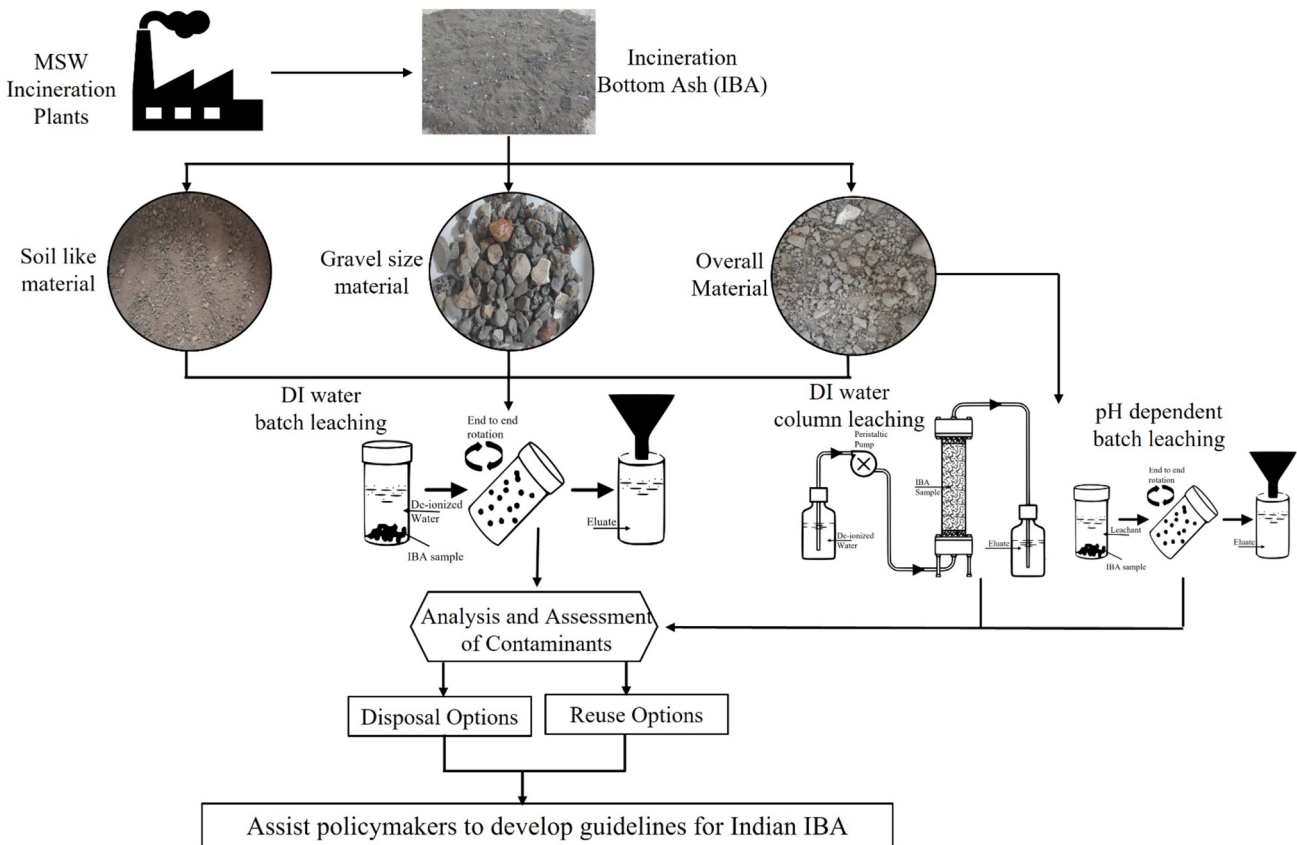 MSW
Incineration
Plants
Incineration
Bottom Ash (IBA)
Soil like
material
Gravel size
material
Overall
Material
DI water
batch leaching
End to end
rotation
De-ionized
Water
IBA sample
Eluate
DI water
column leaching
Peristaltic
Pump
IBA
Sample
De-ionized
Water
Eluate
pH dependent
batch leaching
End to end
rotation
Leachant
IBA sample
Eluate
Analysis and Assessment
of Contaminants
Disposal Options
Reuse Options
Assist policymakers to develop guidelines for Indian IBA